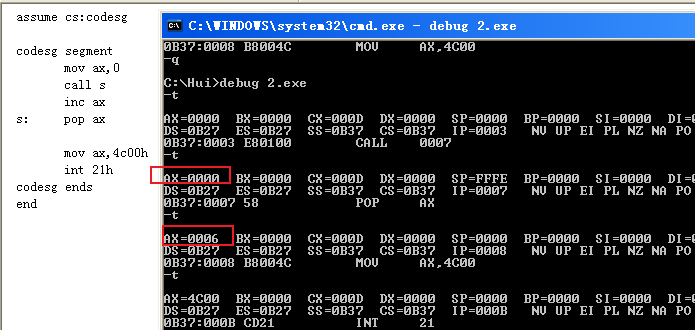 assume cs:codesg
codesg segment
mov ax,0
call s
inc ax
s: pop ax
mov ax,4c00h
int 21h
codesg ends
end
C:\WINDOWS\system32\cmd.exe - debug 2.exe
0B37:0008 B8004C MOV AX,4C00
-q
C:\Hui>debug 2.exe
-t
AX=0000 BX=0000 CX=000D DX=0000 SP=0000 BP=0000 SI=0000 DI=0
DS=0B27 ES=0B27 SS=0B37 CS=0B37 IP=0003 NV UP EI PL NZ NA PO
0B37:0003 E80100 CALL 0007
-t
AX=0000 BX=0000 CX=000D DX=0000 SP=FFFE BP=0000 SI=0000 DI=0
DS=0B27 ES=0B27 SS=0B37 CS=0B37 IP=0007 NV UP EI PL NZ NA PO
0B37:0007 58 POP AX
-t
AX=0006 BX=0000 CX=000D DX=0000 SP=0000 BP=0000 SI=0000 DI=0
DS=0B27 ES=0B27 SS=0B37 CS=0B37 IP=0008 NV UP EI PL NZ NA PO
0B37:0008 B8004C MOV AX,4C00
-t
AX=4C00 BX=0000 CX=000D DX=0000 SP=0000 BP=0000 SI=0000 DI=0
DS=0B27 ES=0B27 SS=0B37 CS=0B37 IP=000B NV UP EI PL NZ NA PO
0B37:000B CD21 INT 21